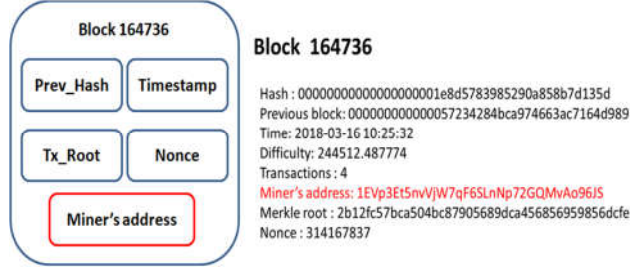 Block 164736
Prev_Hash
Timestamp
Tx_Root
Nonce
Miner's address
Block 164736
Hash : 00000000000000000001e8d5783985290a858b7d135d
Previous block: 000000000000057234284bca974663ac7164d989
Time: 2018-03-16 10:25:32
Difficulty: 244512.487774
Transactions : 4
Miner's address: 1EVp3Et5nvVjW7qF6SLnNp72GQMvAo96JS
Merkle root : 2b12fc57bca504bc87905689dca456856959856dcfe
Nonce : 314167837